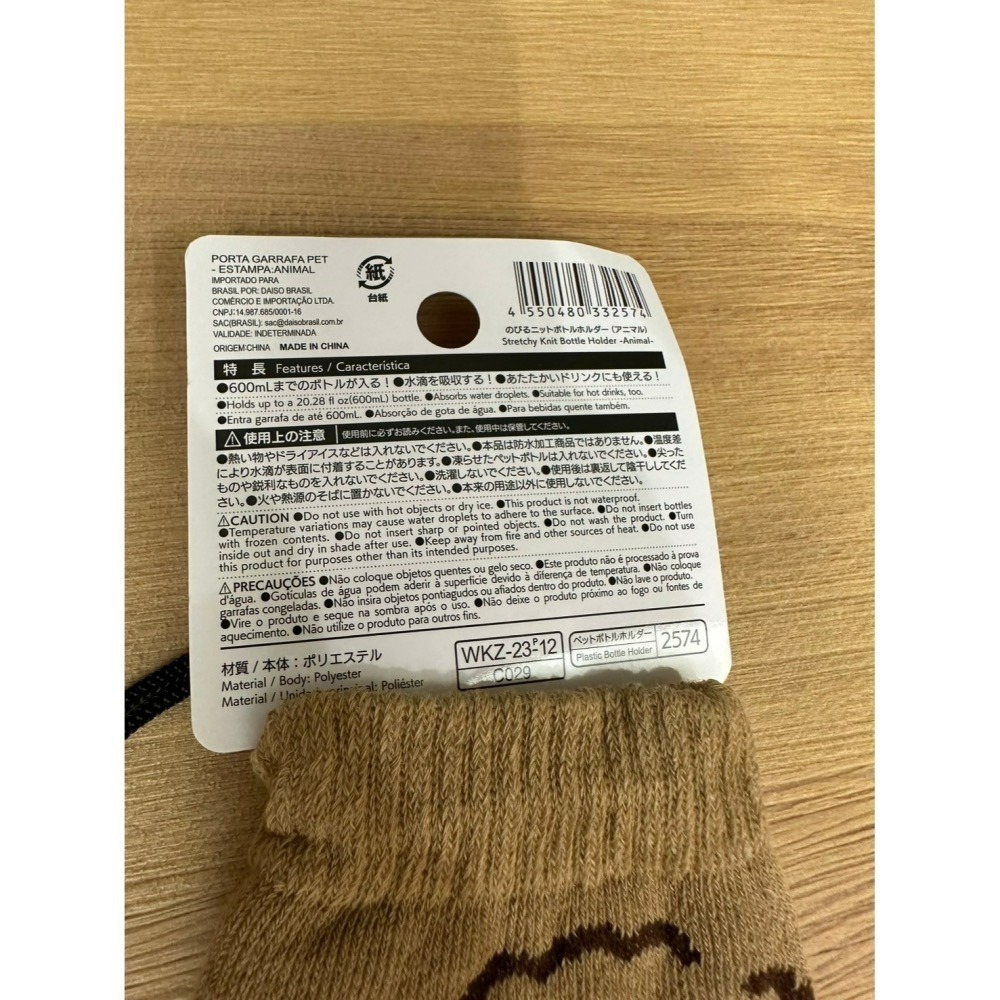 PORTA GARRAFA PET
- ESTAMPA:ANIMAL
IMPORTADO PARA
BRASIL POR: DAISO BRASIL
COMÉRCIO E IMPORTAÇÃO LTDA.
CNPJ:14.987.685/0001-16
SAC(BRASIL): sac@daisobrasil.com.br
VALIDADE: INDETERMINADA
ORIGEM:CHINA MADE IN CHINA
紙
台紙
4 550480 332574
のびるニットボトルホルダー（アニマル）
Stretchy Knit Bottle Holder -Animal-
特長 Features / Característica
●600mLまでのボトルが入る！●水滴を吸収する！●あたたかいドリンクにも使える！
●Holds up to a 20.28 fl oz(600mL) bottle. ●Absorbs water droplets. ●Suitable for hot drinks, too.
●Entra garrafa de até 600mL. ●Absorção de gota de água. ●Para bebidas quente também.
⚠使用上の注意 使用前に必ずお読みください。また、使用中は保管してください。
●熱い物やドライアイスなどは入れないでください。●本品は防水加工商品ではありません。●温度差
により水滴が表面に付着することがあります。●凍らせたペットボトルは入れないでください。●尖った
ものや鋭利なものを入れないでください。●洗濯しないでください。●使用後は裏返して陰干ししてくだ
さい。●火や熱源のそばに置かないでください。●本来の用途以外に使用しないでください。
⚠CAUTION ●Do not use with hot objects or dry ice. ●This product is not waterproof.
●Temperature variations may cause water droplets to adhere to the surface. ●Do not insert bottles
with frozen contents. ●Do not insert sharp or pointed objects. ●Do not wash the product. ●Turn
inside out and dry in shade after use. ●Keep away from fire and other sources of heat. ●Do not use
this product for purposes other than its intended purposes.
⚠PRECAUÇÕES ●Não coloque objetos quentes ou gelo seco. ●Este produto não é processado à prova
d'água. ●Goticulas de água podem aderir à superfície devido à diferença de temperatura. ●Não coloque
garrafas congeladas. ●Não insira objetos pontiagudos ou afiados dentro do produto. ●Não lave o produto.
●Vire o produto e seque na sombra após o uso. ●Não deixe o produto próximo ao fogo ou fontes de
aquecimento. ●Não utilize o produto para outros fins.
材質 / 本体：ポリエステル
Material / Body: Polyester
Material / principal: Poliéster
WKZ-23P12
C029
ペットボトルホルダー
Plastic Bottle Holder
2574